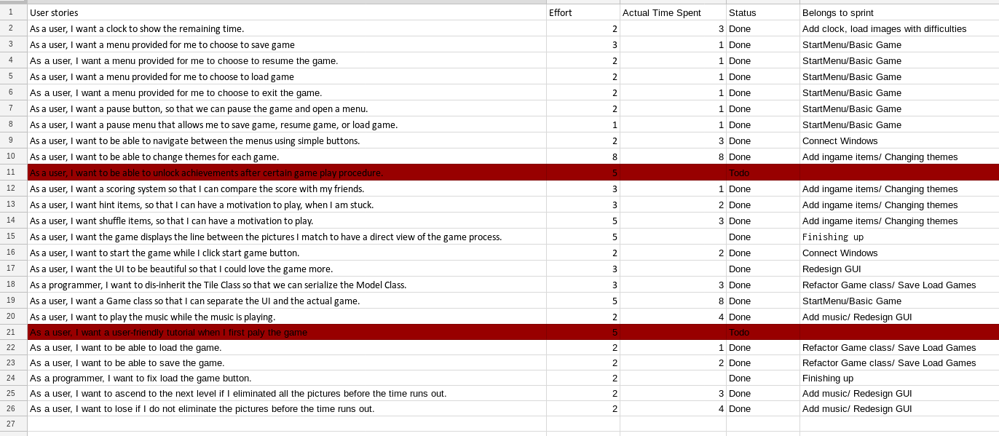 1 User stories Effort Actual Time Spent Status Belongs to sprint
2 As a user, I want a clock to show the remaining time. 2 3 Done Add clock, load images with difficulties
3 As a user, I want a menu provided for me to choose to save game 3 1 Done StartMenu/Basic Game
4 As a user, I want a menu provided for me to choose to resume the game. 2 1 Done StartMenu/Basic Game
5 As a user, I want a menu provided for me to choose to load game 2 1 Done StartMenu/Basic Game
6 As a user, I want a menu provided for me to choose to exit the game. 2 1 Done StartMenu/Basic Game
7 As a user, I want a pause button, so that we can pause the game and open a menu. 2 1 Done StartMenu/Basic Game
8 As a user, I want a pause menu that allows me to save game, resume game, or load game. 1 1 Done StartMenu/Basic Game
9 As a user, I want to be able to navigate between the menus using simple buttons. 2 3 Done Connect Windows
10 As a user, I want to be able to change themes for each game. 8 8 Done Add ingame items/ Changing themes
11 As a user, I want to be able to unlock achievements after certain game play procedure. 5 Todo
12 As a user, I want a scoring system so that I can compare the score with my friends. 3 1 Done Add ingame items/ Changing themes
13 As a user, I want hint items, so that I can have a motivation to play, when I am stuck. 3 2 Done Add ingame items/ Changing themes
14 As a user, I want shuffle items, so that I can have a motivation to play. 5 3 Done Add ingame items/ Changing themes
15 As a user, I want the game displays the line between the pictures I match to have a direct view of the game process. 5 Done Finishing up
16 As a user, I want to start the game while I click start game button. 2 2 Done Connect Windows
17 As a user, I want the UI to be beautiful so that I could love the game more. 3 Done Redesign GUI
18 As a programmer, I want to dis-inherit the Tile Class so that we can serialize the Model Class. 3 3 Done Refactor Game class/ Save Load Games
19 As a user, I want a Game class so that I can separate the UI and the actual game. 5 8 Done StartMenu/Basic Game
20 As a user, I want to play the music while the music is playing. 2 4 Done Add music/ Redesign GUI
21 As a user, I want a user-friendly tutorial when I first paly the game 5 Todo
22 As a user, I want to be able to load the game. 2 1 Done Refactor Game class/ Save Load Games
23 As a user, I want to be able to save the game. 2 2 Done Refactor Game class/ Save Load Games
24 As a programmer, I want to fix load the game button. 2 Done Finishing up
25 As a user, I want to ascend to the next level if I eliminated all the pictures before the time runs out. 2 3 Done Add music/ Redesign GUI
26 As a user, I want to lose if I do not eliminate the pictures before the time runs out. 2 4 Done Add music/ Redesign GUI
27